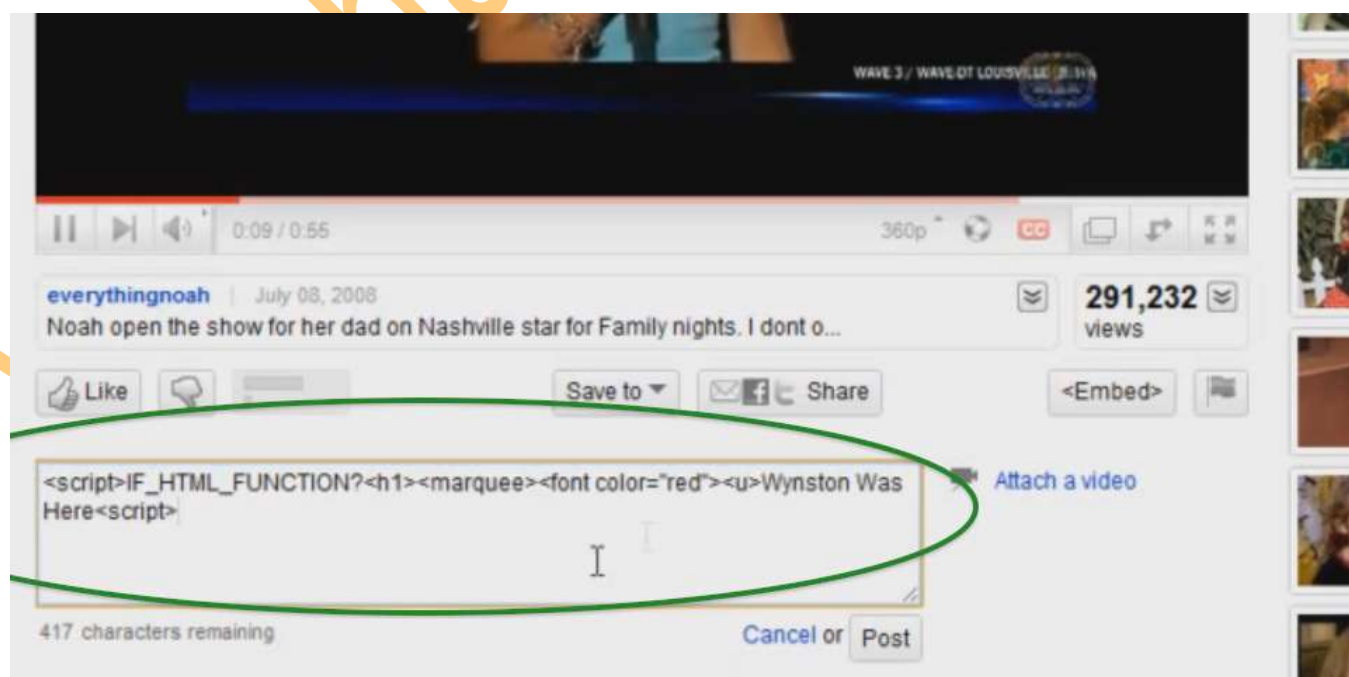 WAVE 3 / WAVE-DT LOUISVILLE
0:09 / 0:55
360p
CC
everythingnoah | July 08, 2008
Noah open the show for her dad on Nashville star for Family nights. I dont o...
291,232
views
Like
Save to
Share
<Embed>
<script>IF_HTML_FUNCTION?<h1><marquee><font color="red"><u>Wynston Was
Here<script>
Attach a video
417 characters remaining
Cancel or Post